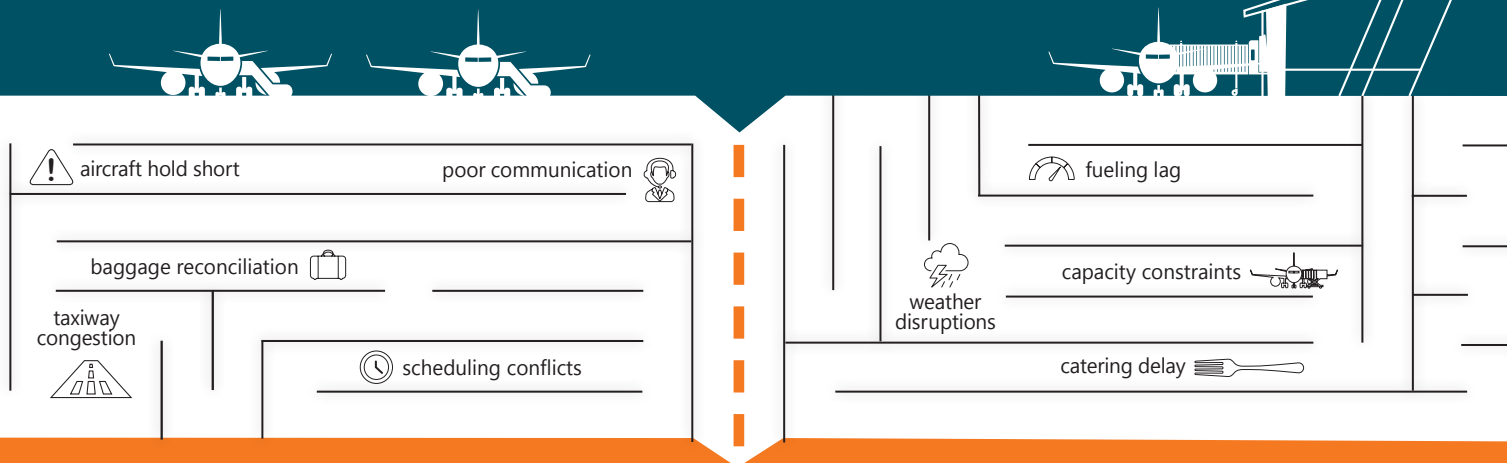 aircraft hold short
poor communication
baggage reconciliation
taxiway
congestion
scheduling conflicts
fueling lag
capacity constraints
weather
disruptions
catering delay